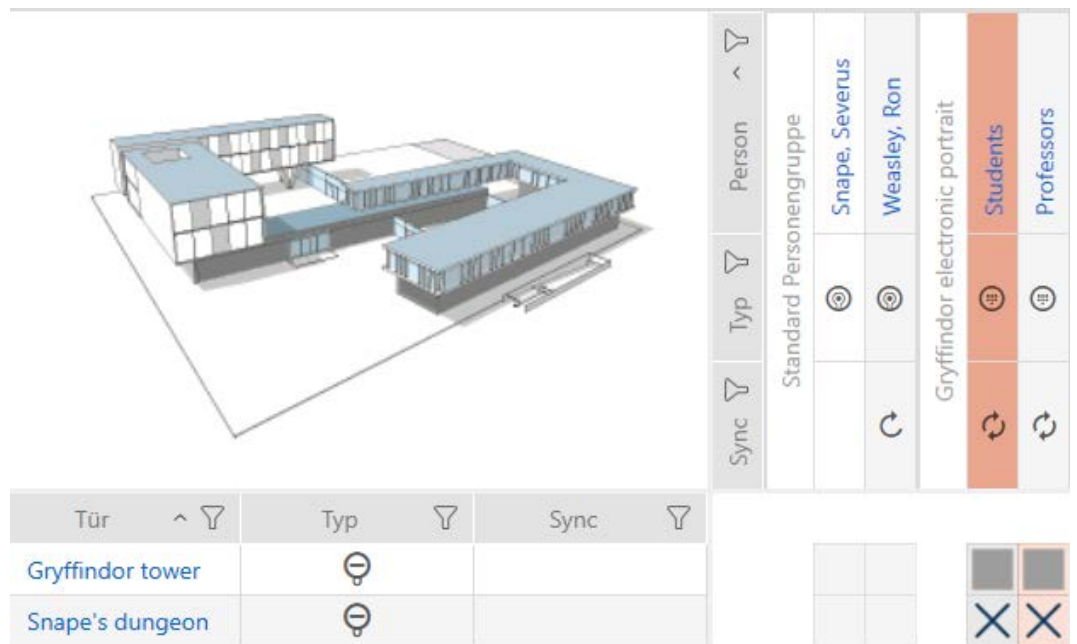 Person
Typ
Sync
Standard Personengruppe
Snape, Severus
Weasley, Ron
Gryffindor electronic portrait
Students
Professors
Tür
Typ
Sync
Gryffindor tower
Snape's dungeon